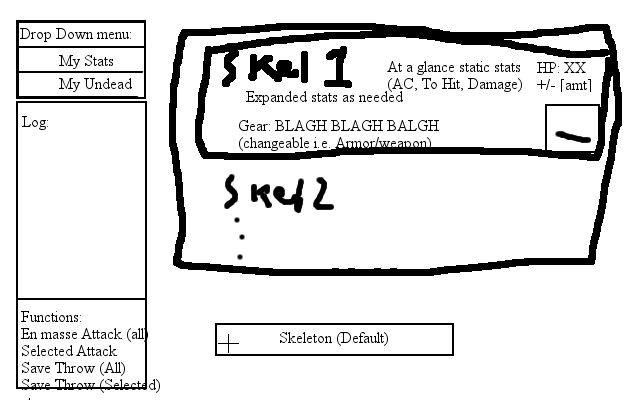 Drop Down menu:
My Stats
My Undead
Log:
Functions:
En masse Attack (all)
Selected Attack
Save Throw (All)
Save Throw (Selected)
Skel 1
At a glance static stats
(AC, To Hit, Damage)
HP: XX
+/- [amt]
Expanded stats as needed
Gear: BLAGH BLAGH BALGH
(changeable i.e. Armor/weapon)
Skel 2
Skeleton (Default)